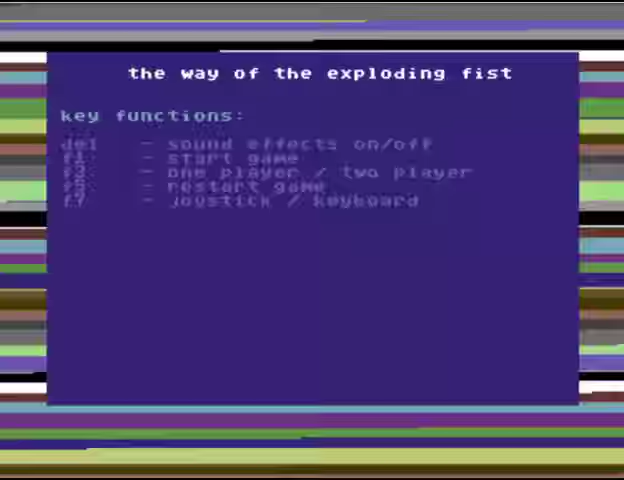 the way of the exploding fist
key functions:
del - sound effects on/off
f1 - start game
f3 - one player / two player
f5 - restart game
f7 - joystick / keyboard